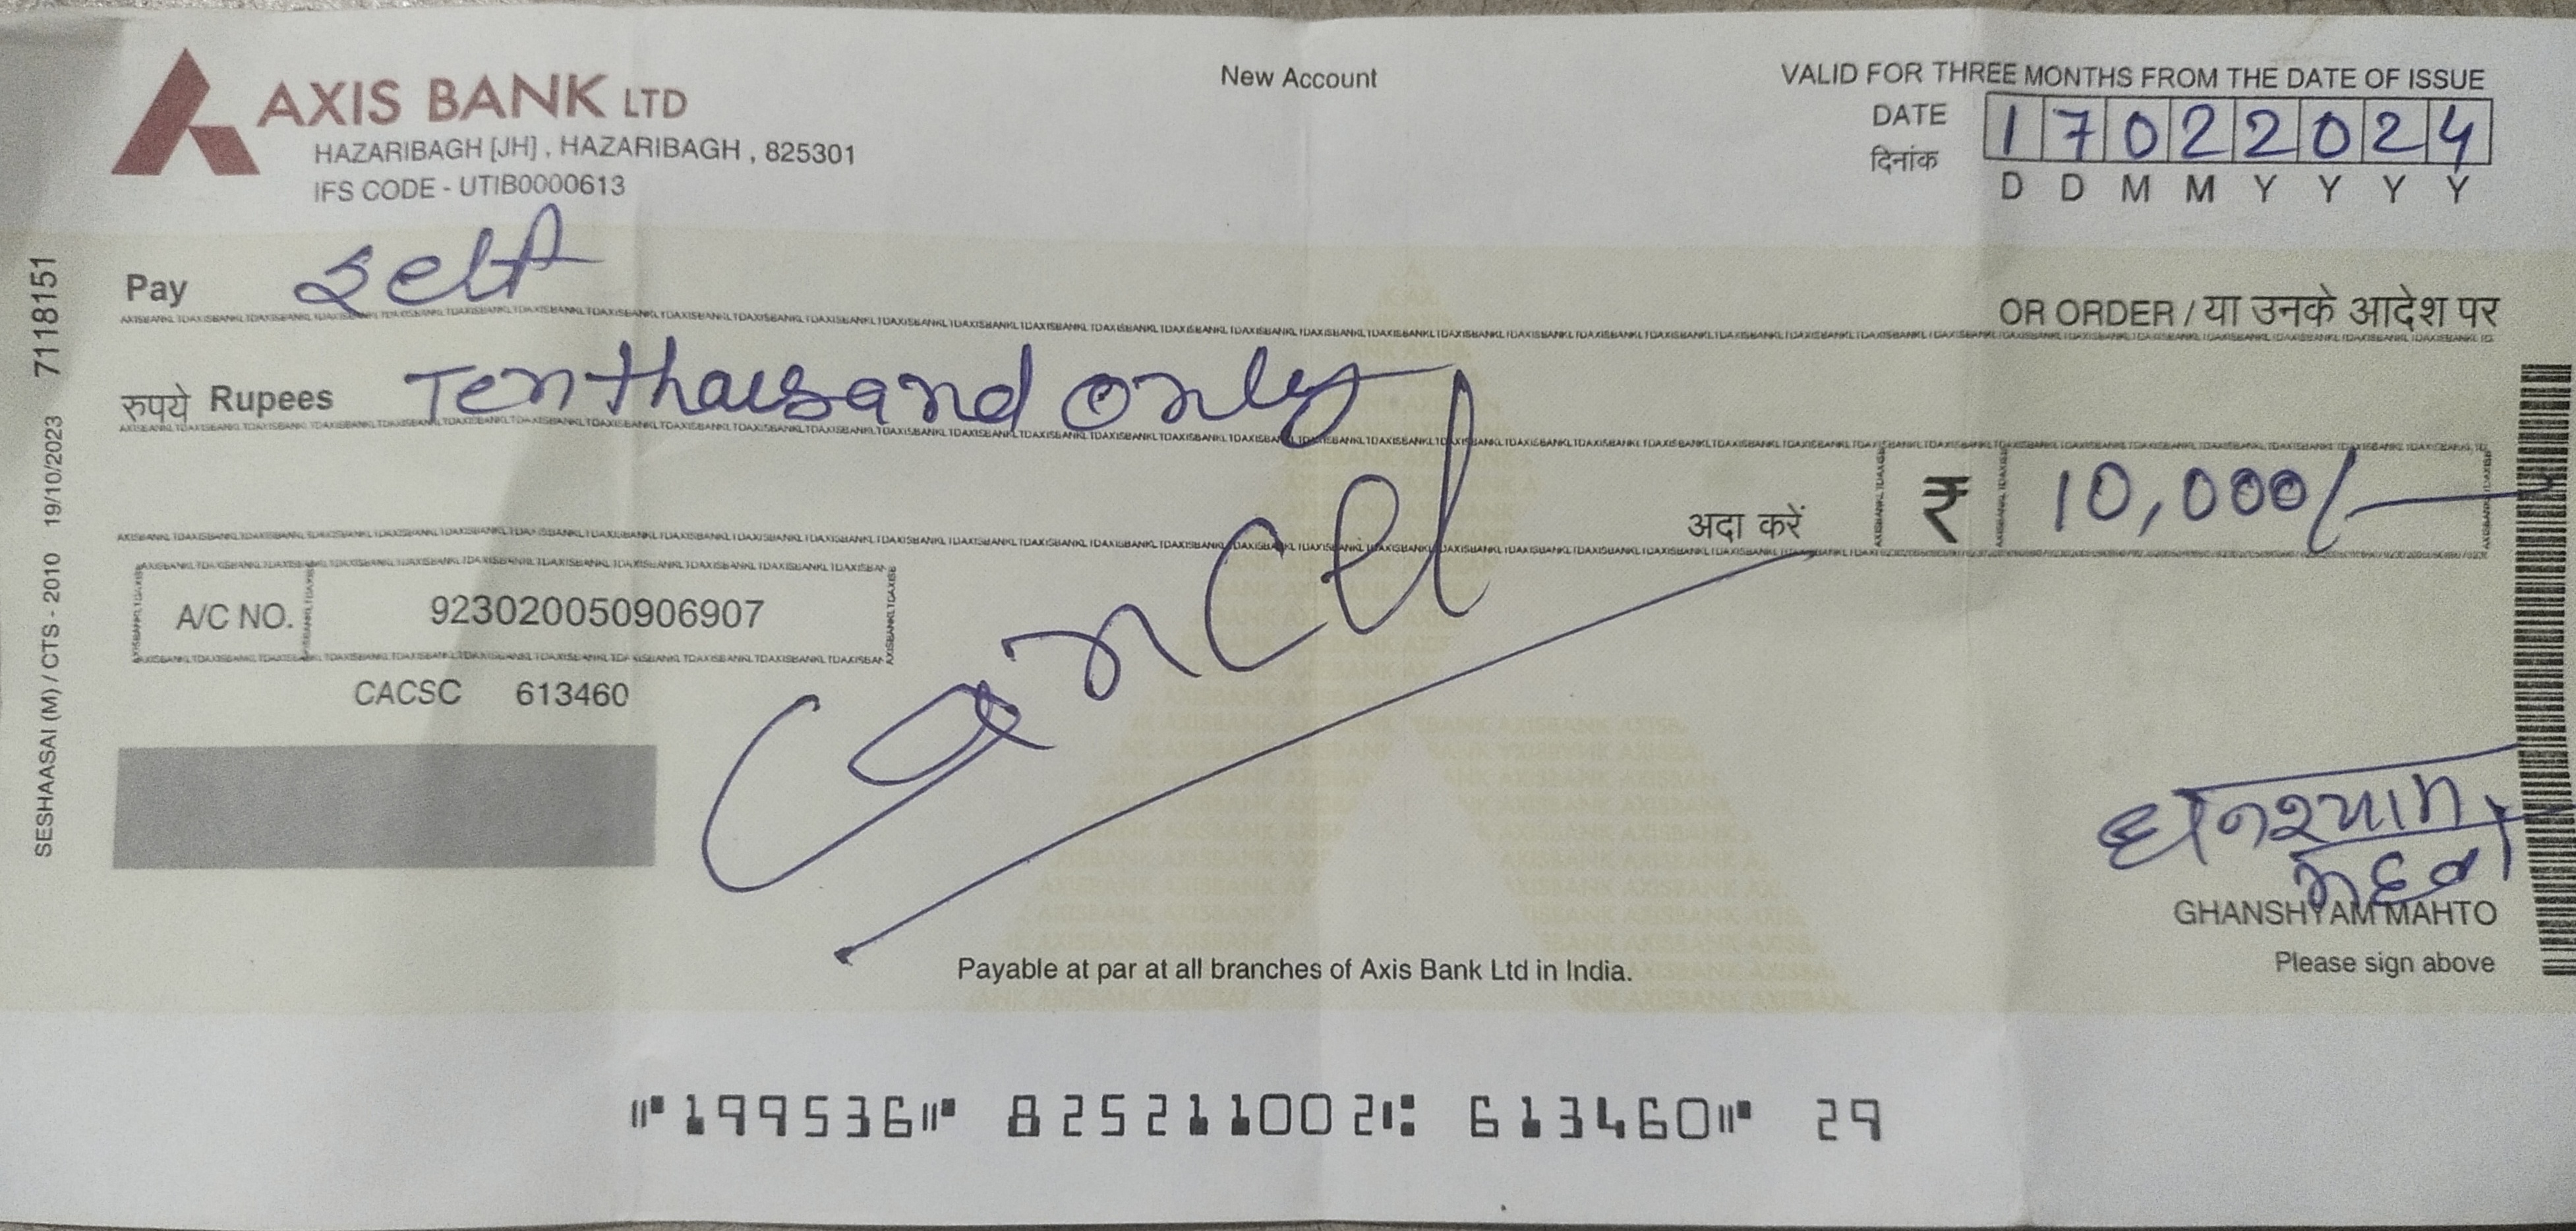 AXIS BANK LTD
HAZARIBAGH [JH] , HAZARIBAGH , 825301
IFS CODE - UTIB0000613
New Account
VALID FOR THREE MONTHS FROM THE DATE OF ISSUE
DATE 17022024
दिनांक D D M M Y Y Y Y
Pay self
OR ORDER / या उनके आदेश पर
रुपये Rupees Ten thousand only
अदा करें ₹ 10,000/-
A/C NO. 923020050906907
CACSC 613460
Cancel
घनश्याम
GHANSHYAM MAHTO
Please sign above
Payable at par at all branches of Axis Bank Ltd in India.
⑈199536⑈ 825211002⑆ 613460⑈ 29
SESHAASAI (M) / CTS - 2010 19/10/2023 71118151